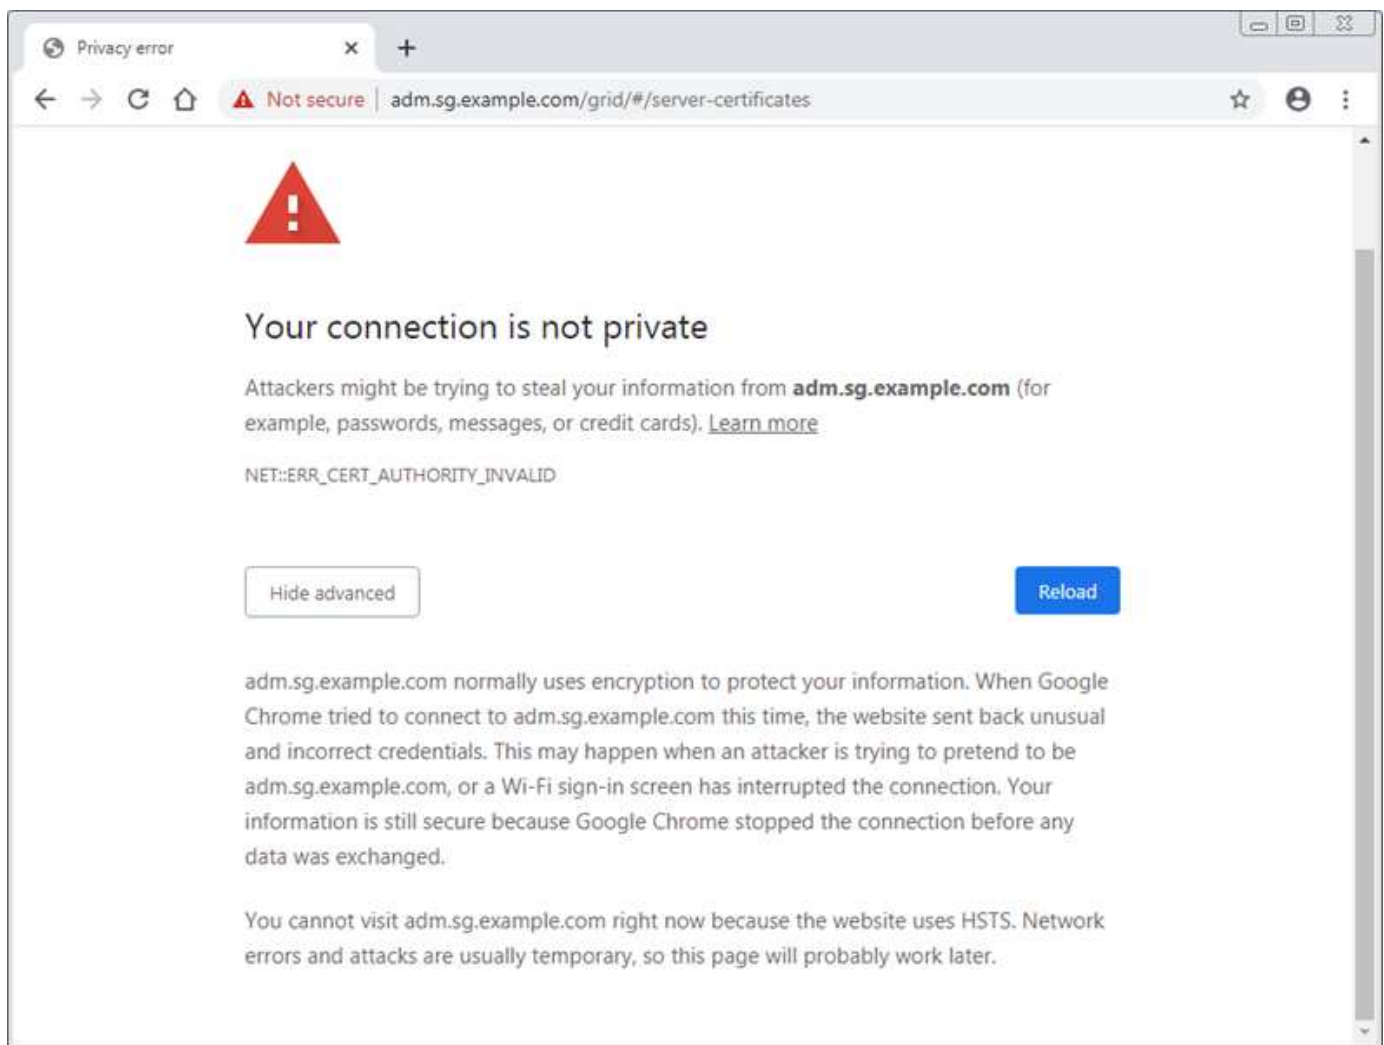 Privacy error
Not secure | adm.sg.example.com/grid/#/server-certificates
Your connection is not private
Attackers might be trying to steal your information from adm.sg.example.com (for
example, passwords, messages, or credit cards). Learn more
NET::ERR_CERT_AUTHORITY_INVALID
Hide advanced
Reload
adm.sg.example.com normally uses encryption to protect your information. When Google
Chrome tried to connect to adm.sg.example.com this time, the website sent back unusual
and incorrect credentials. This may happen when an attacker is trying to pretend to be
adm.sg.example.com, or a Wi-Fi sign-in screen has interrupted the connection. Your
information is still secure because Google Chrome stopped the connection before any
data was exchanged.
You cannot visit adm.sg.example.com right now because the website uses HSTS. Network
errors and attacks are usually temporary, so this page will probably work later.